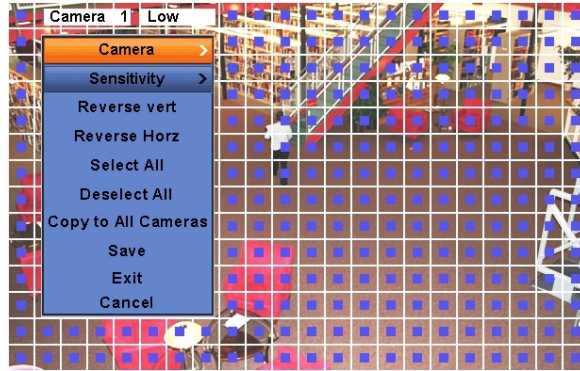 Camera 1 Low
Camera >
Sensitivity >
Reverse vert
Reverse Horz
Select All
Deselect All
Copy to All Cameras
Save
Exit
Cancel